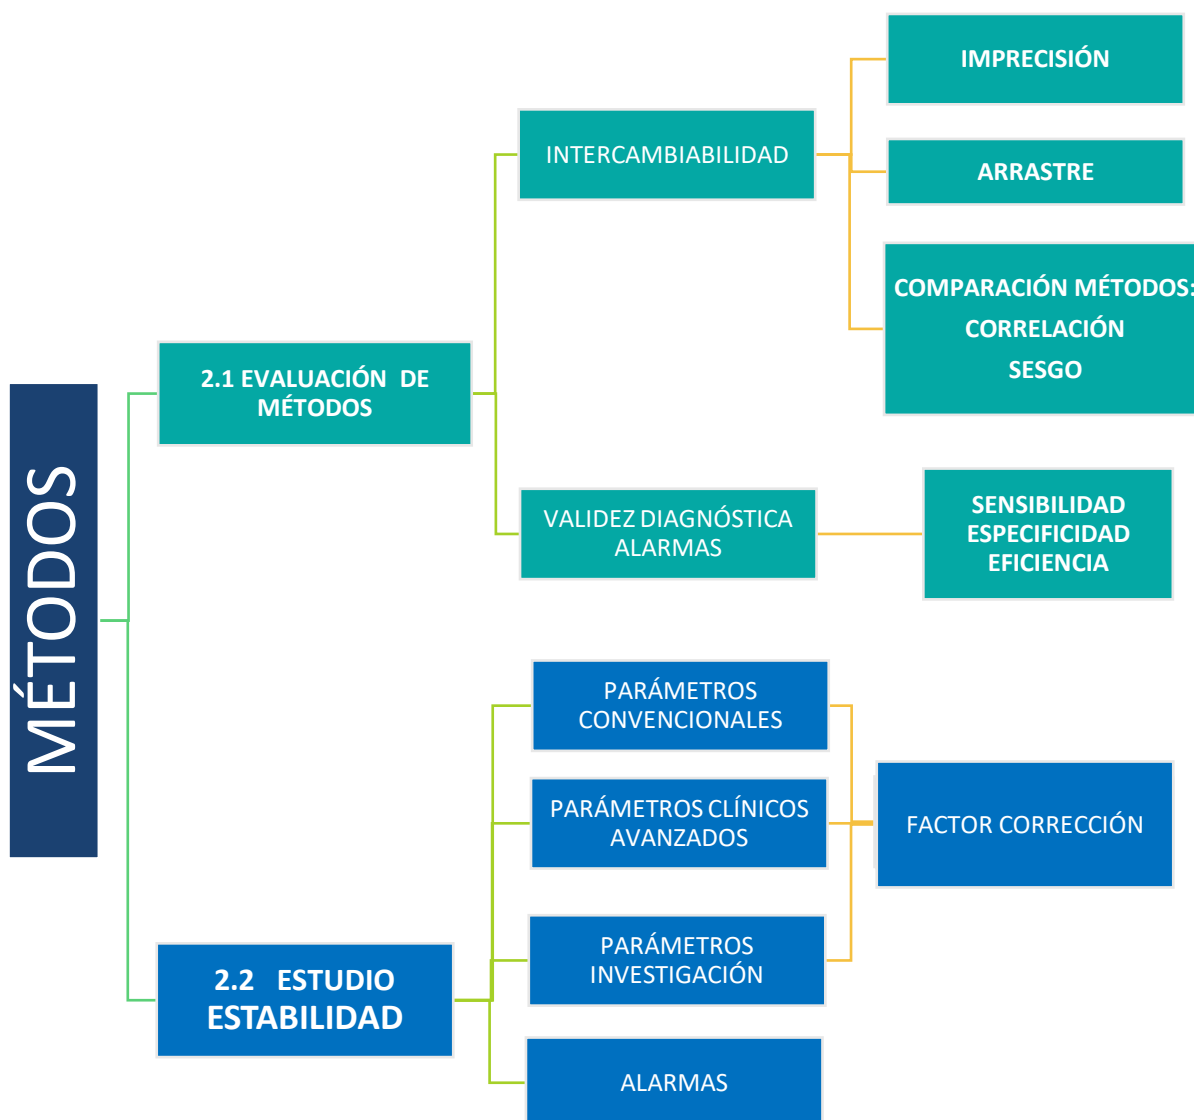 MÉTODOS
2.1 EVALUACIÓN DE
MÉTODOS
INTERCAMBIABILIDAD
IMPRECISIÓN
ARRASTRE
COMPARACIÓN MÉTODOS:
CORRELACIÓN
SESGO
VALIDEZ DIAGNÓSTICA
ALARMAS
SENSIBILIDAD
ESPECIFICIDAD
EFICIENCIA
2.2 ESTUDIO
ESTABILIDAD
PARÁMETROS
CONVENCIONALES
PARÁMETROS CLÍNICOS
AVANZADOS
PARÁMETROS
INVESTIGACIÓN
ALARMAS
FACTOR CORRECCIÓN